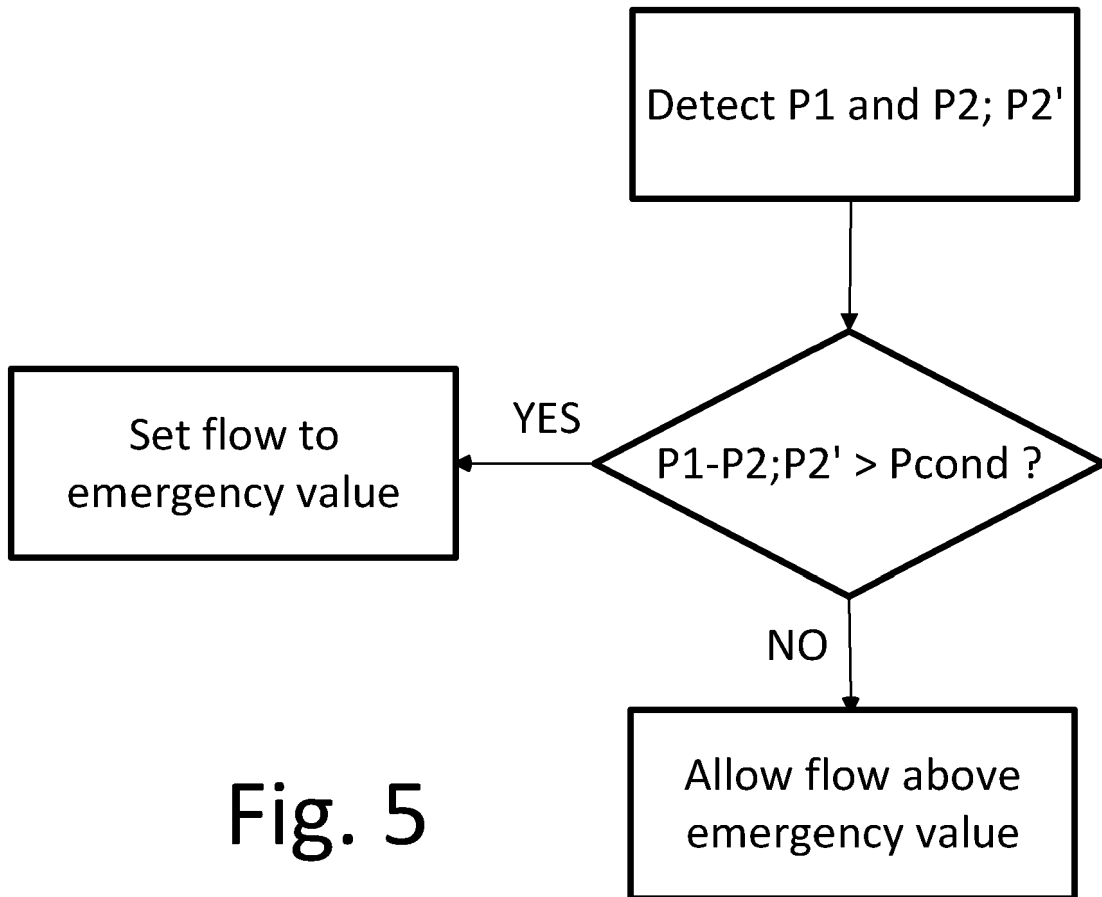 Detect P1 and P2; P2'
YES
Set flow to
emergency value
P1-P2;P2' > Pcond ?
NO
Allow flow above
emergency value
Fig. 5